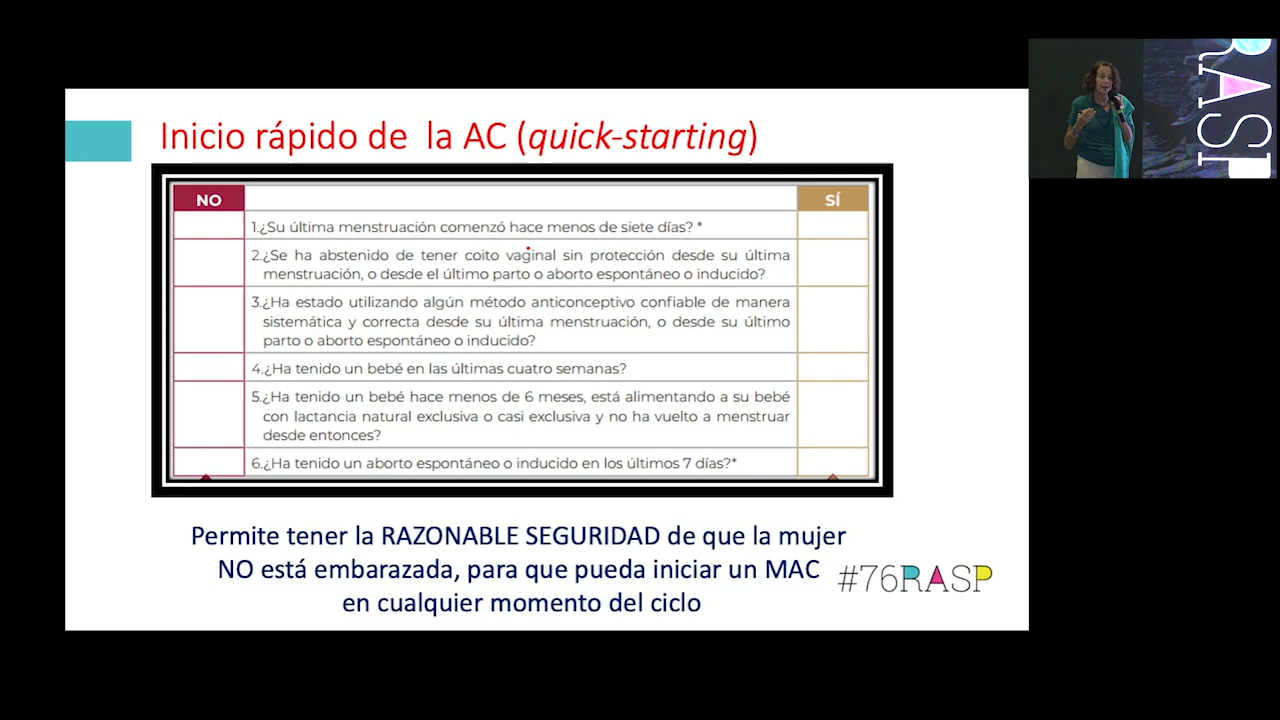 Inicio rápido de la AC (quick-starting)
NO
SÍ
1.¿Su última menstruación comenzó hace menos de siete días? *
2.¿Se ha abstenido de tener coito vaginal sin protección desde su última
menstruación, o desde el último parto o aborto espontáneo o inducido?
3.¿Ha estado utilizando algún método anticonceptivo confiable de manera
sistemática y correcta desde su última menstruación, o desde su último
parto o aborto espontáneo o inducido?
4.¿Ha tenido un bebé en las últimas cuatro semanas?
5.¿Ha tenido un bebé hace menos de 6 meses, está alimentando a su bebé
con lactancia natural exclusiva o casi exclusiva y no ha vuelto a menstruar
desde entonces?
6.¿Ha tenido un aborto espontáneo o inducido en los últimos 7 días?*
Permite tener la RAZONABLE SEGURIDAD de que la mujer
NO está embarazada, para que pueda iniciar un MAC
en cualquier momento del ciclo
#76RASP
RASP